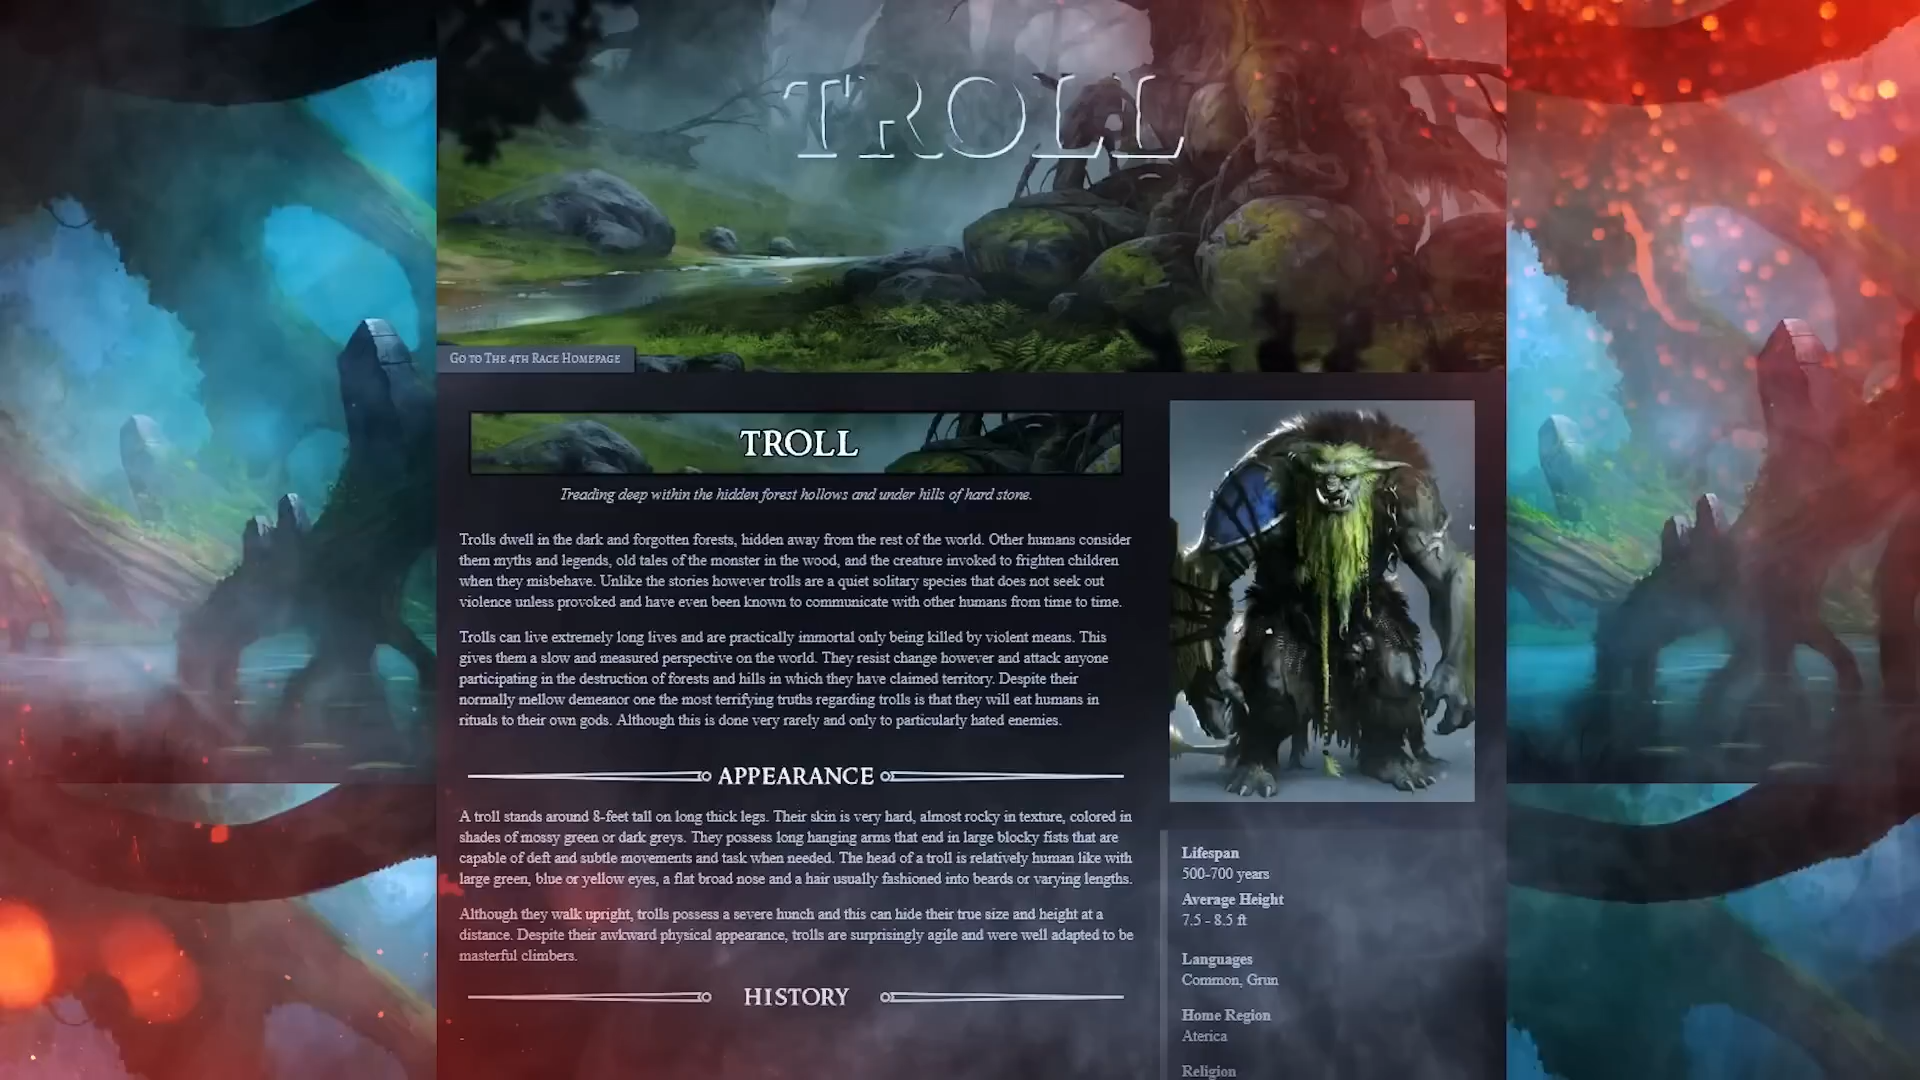 TROLL
Go to The 4th Race Homepage
TROLL
Treading deep within the hidden forest hollows and under hills of hard stone.
Trolls dwell in the dark and forgotten forests, hidden away from the rest of the world. Other humans consider
them myths and legends, old tales of the monster in the wood, and the creature invoked to frighten children
when they misbehave. Unlike the stories however trolls are a quiet solitary species that does not seek out
violence unless provoked and have even been known to communicate with other humans from time to time.
Trolls can live extremely long lives and are practically immortal only being killed by violent means. This
gives them a slow and measured perspective on the world. They resist change however and attack anyone
participating in the destruction of forests and hills in which they have claimed territory. Despite their
normally mellow demeanor one the most terrifying truths regarding trolls is that they will eat humans in
rituals to their own gods. Although this is done very rarely and only to particularly hated enemies.
APPEARANCE
A troll stands around 8-feet tall on long thick legs. Their skin is very hard, almost rocky in texture, colored in
shades of mossy green or dark greys. They possess long hanging arms that end in large blocky fists that are
capable of deft and subtle movements and task when needed. The head of a troll is relatively human like with
large green, blue or yellow eyes, a flat broad nose and a hair usually fashioned into beards or varying lengths.
Although they walk upright, trolls possess a severe hunch and this can hide their true size and height at a
distance. Despite their awkward physical appearance, trolls are surprisingly agile and were well adapted to be
masterful climbers.
HISTORY
-
Lifespan
500-700 years
Average Height
7.5 - 8.5 ft
Languages
Common, Grun
Home Region
Aterica
Religion